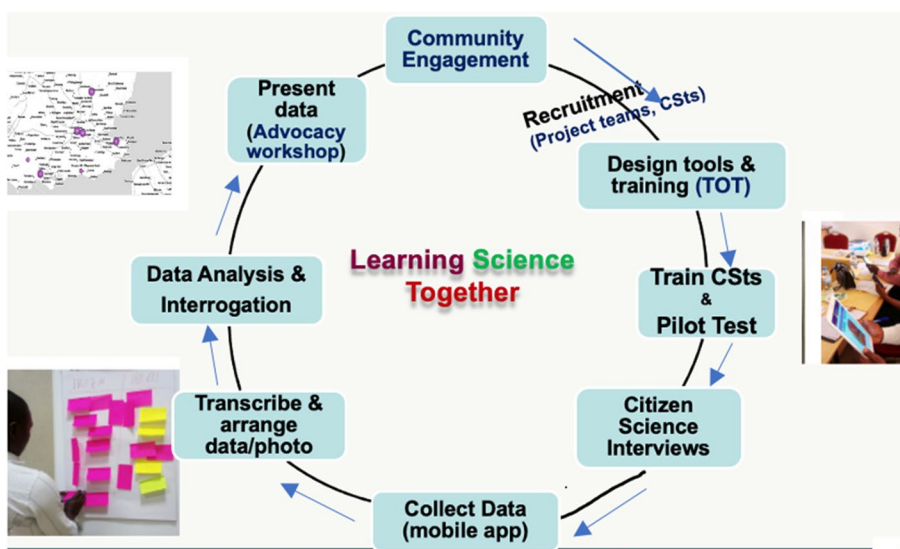 Community
Engagement
Recruitment
(Project teams, CSts)
Design tools &
training (TOT)
Train CSts
&
Pilot Test
Citizen
Science
Interviews
Collect Data
(mobile app)
Transcribe &
arrange
data/photo
Data Analysis &
Interrogation
Present
data
(Advocacy
workshop)
Learning Science
Together